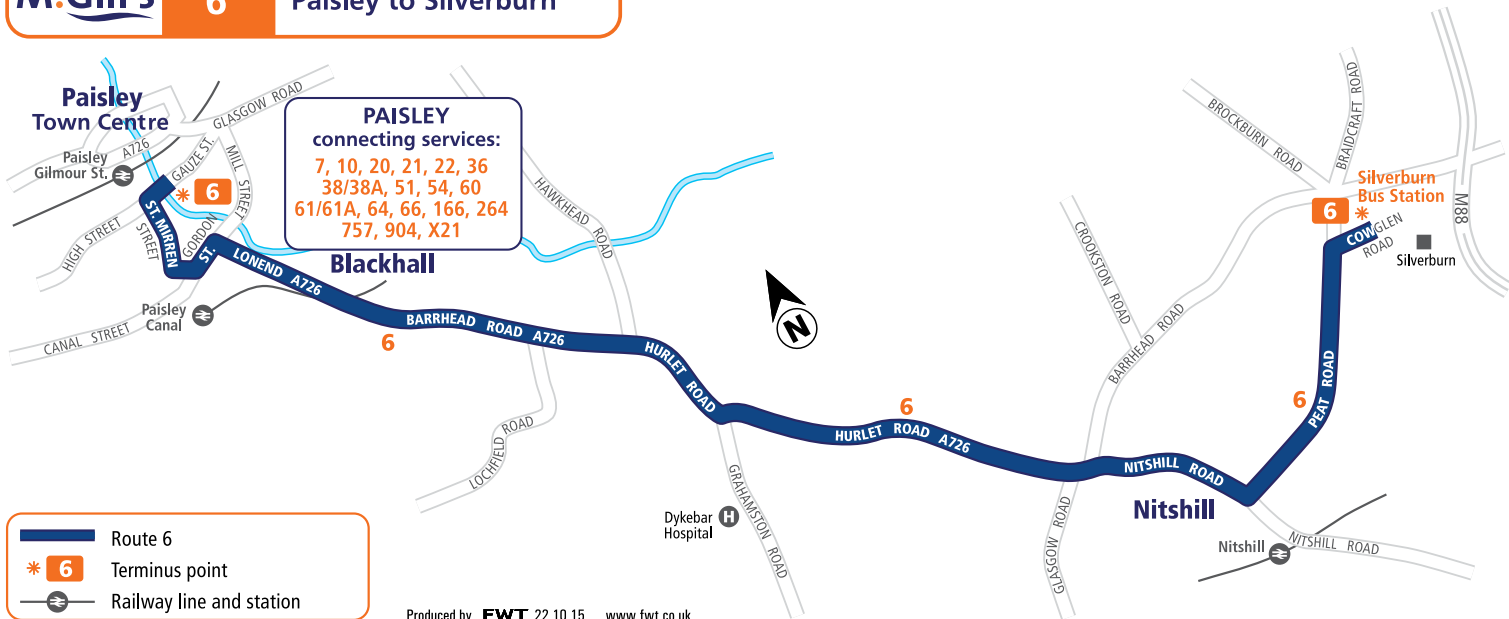 McGill's
6
Paisley to Silverburn
Paisley
Town Centre
A726
GLASGOW ROAD
Paisley
Gilmour St.
GAUZE ST.
MILL STREET
6
HIGH STREET
ST. MIRREN
STREET
GORDON
ST.
LONEND A726
Paisley
Canal
CANAL STREET
PAISLEY
connecting services:
7, 10, 20, 21, 22, 36
38/38A, 51, 54, 60
61/61A, 64, 66, 166, 264
757, 904, X21
Blackhall
BARRHEAD ROAD A726
6
HAWKHEAD ROAD
HURLET ROAD
LOCHFIELD ROAD
N
HURLET ROAD A726
6
Dykebar
Hospital
H
GRAHAMSTON ROAD
CROOKSTON ROAD
BARRHEAD ROAD
GLASGOW ROAD
NITSHILL ROAD
Nitshill
Nitshill
NITSHILL ROAD
PEAT ROAD
6
BROCKBURN ROAD
BRAIDCRAFT ROAD
Silverburn
Bus Station
6
COWGLEN
ROAD
Silverburn
M88
Route 6
6
Terminus point
Railway line and station
Produced by FWT 22.10.15 www.fwt.co.uk